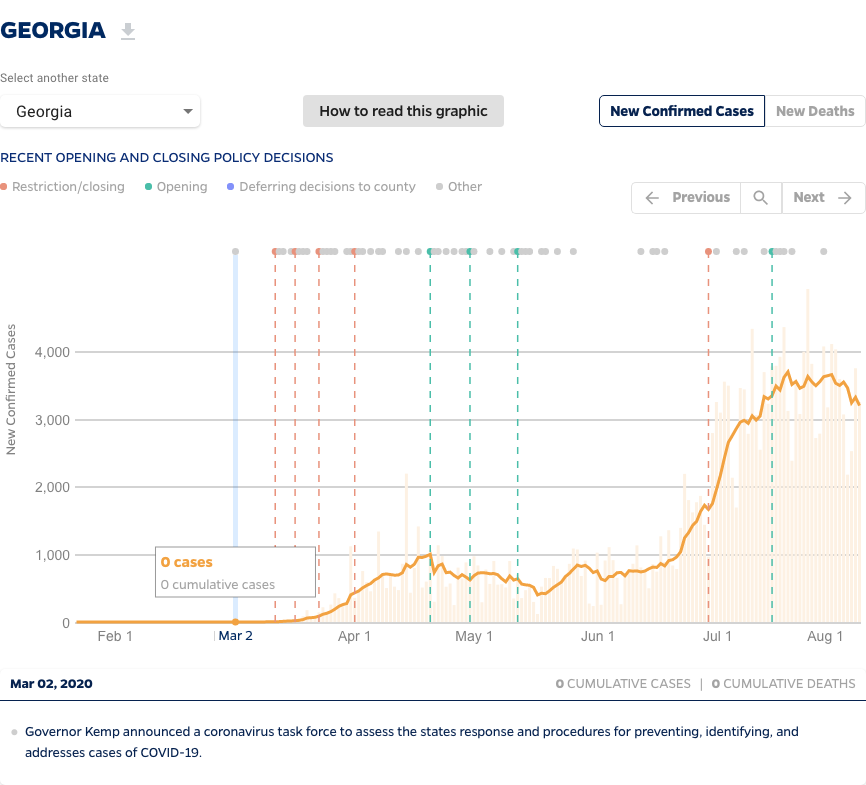 GEORGIA
Select another state
Georgia
How to read this graphic
New Confirmed Cases
New Deaths
RECENT OPENING AND CLOSING POLICY DECISIONS
Restriction/closing
Opening
Deferring decisions to county
Other
Previous
Next
New Confirmed Cases
4,000
3,000
2,000
1,000
0
0 cases
0 cumulative cases
Feb 1
Mar 2
Apr 1
May 1
Jun 1
Jul 1
Aug 1
Mar 02, 2020
0 CUMULATIVE CASES | 0 CUMULATIVE DEATHS
Governor Kemp announced a coronavirus task force to assess the states response and procedures for preventing, identifying, and
addresses cases of COVID-19.